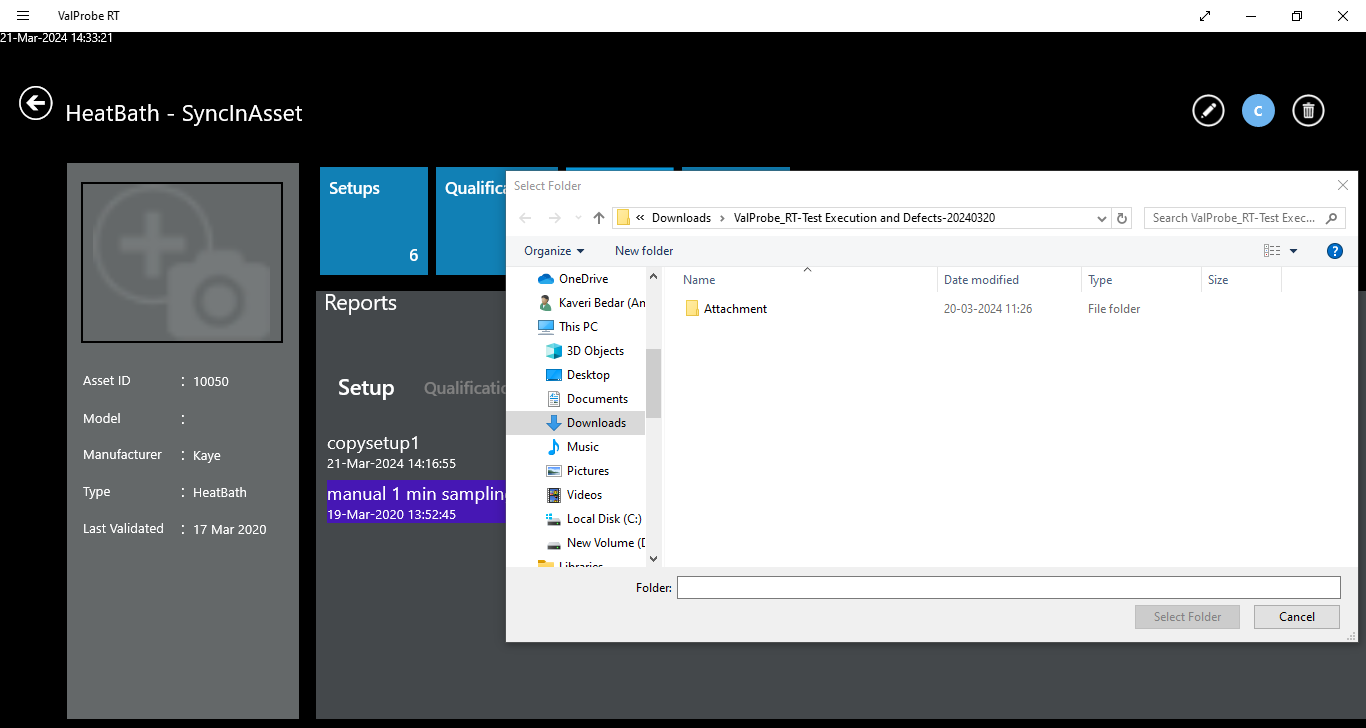 ValProbe RT
21-Mar-2024 14:33:21
HeatBath - SyncInAsset
C
Setups
6
Reports
Setup
copysetup1
21-Mar-2024 14:16:55
manual 1 min
19-Mar-2020 13:52:45
Asset ID : 10050
Model :
Manufacturer : Kaye
Type : HeatBath
Last Validated : 17 Mar 2020
Select Folder
« Downloads › ValProbe_RT-Test Execution and Defects-20240320
Search ValProbe_RT-Test Exec...
Organize
New folder
?
OneDrive
Kaveri Bedar (An
This PC
3D Objects
Desktop
Documents
Downloads
Music
Pictures
Videos
Local Disk (C:)
New Volume (D
Libraries
Name Date modified Type Size
Attachment 20-03-2024 11:26 File folder
Folder:
Select Folder
Cancel